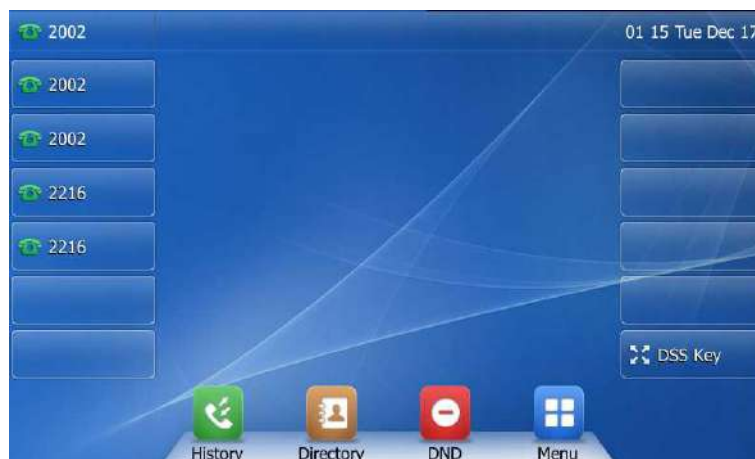 2002
01 15 Tue Dec 17
2002
2002
2216
2216
DSS Key
History
Directory
DND
Menu